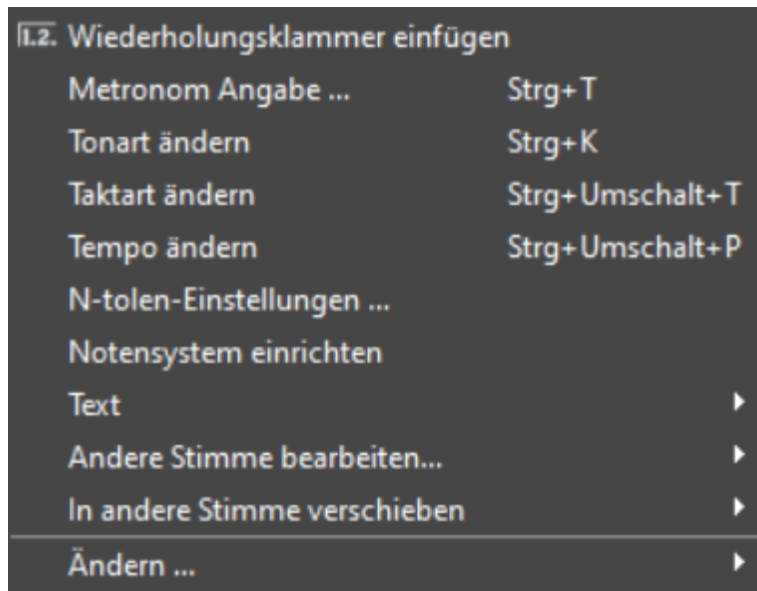 1.2. Wiederholungsklammer einfügen
Metronom Angabe ... Strg+T
Tonart ändern Strg+K
Taktart ändern Strg+Umschalt+T
Tempo ändern Strg+Umschalt+P
N-tolen-Einstellungen ...
Notensystem einrichten
Text
Andere Stimme bearbeiten...
In andere Stimme verschieben
Ändern ...